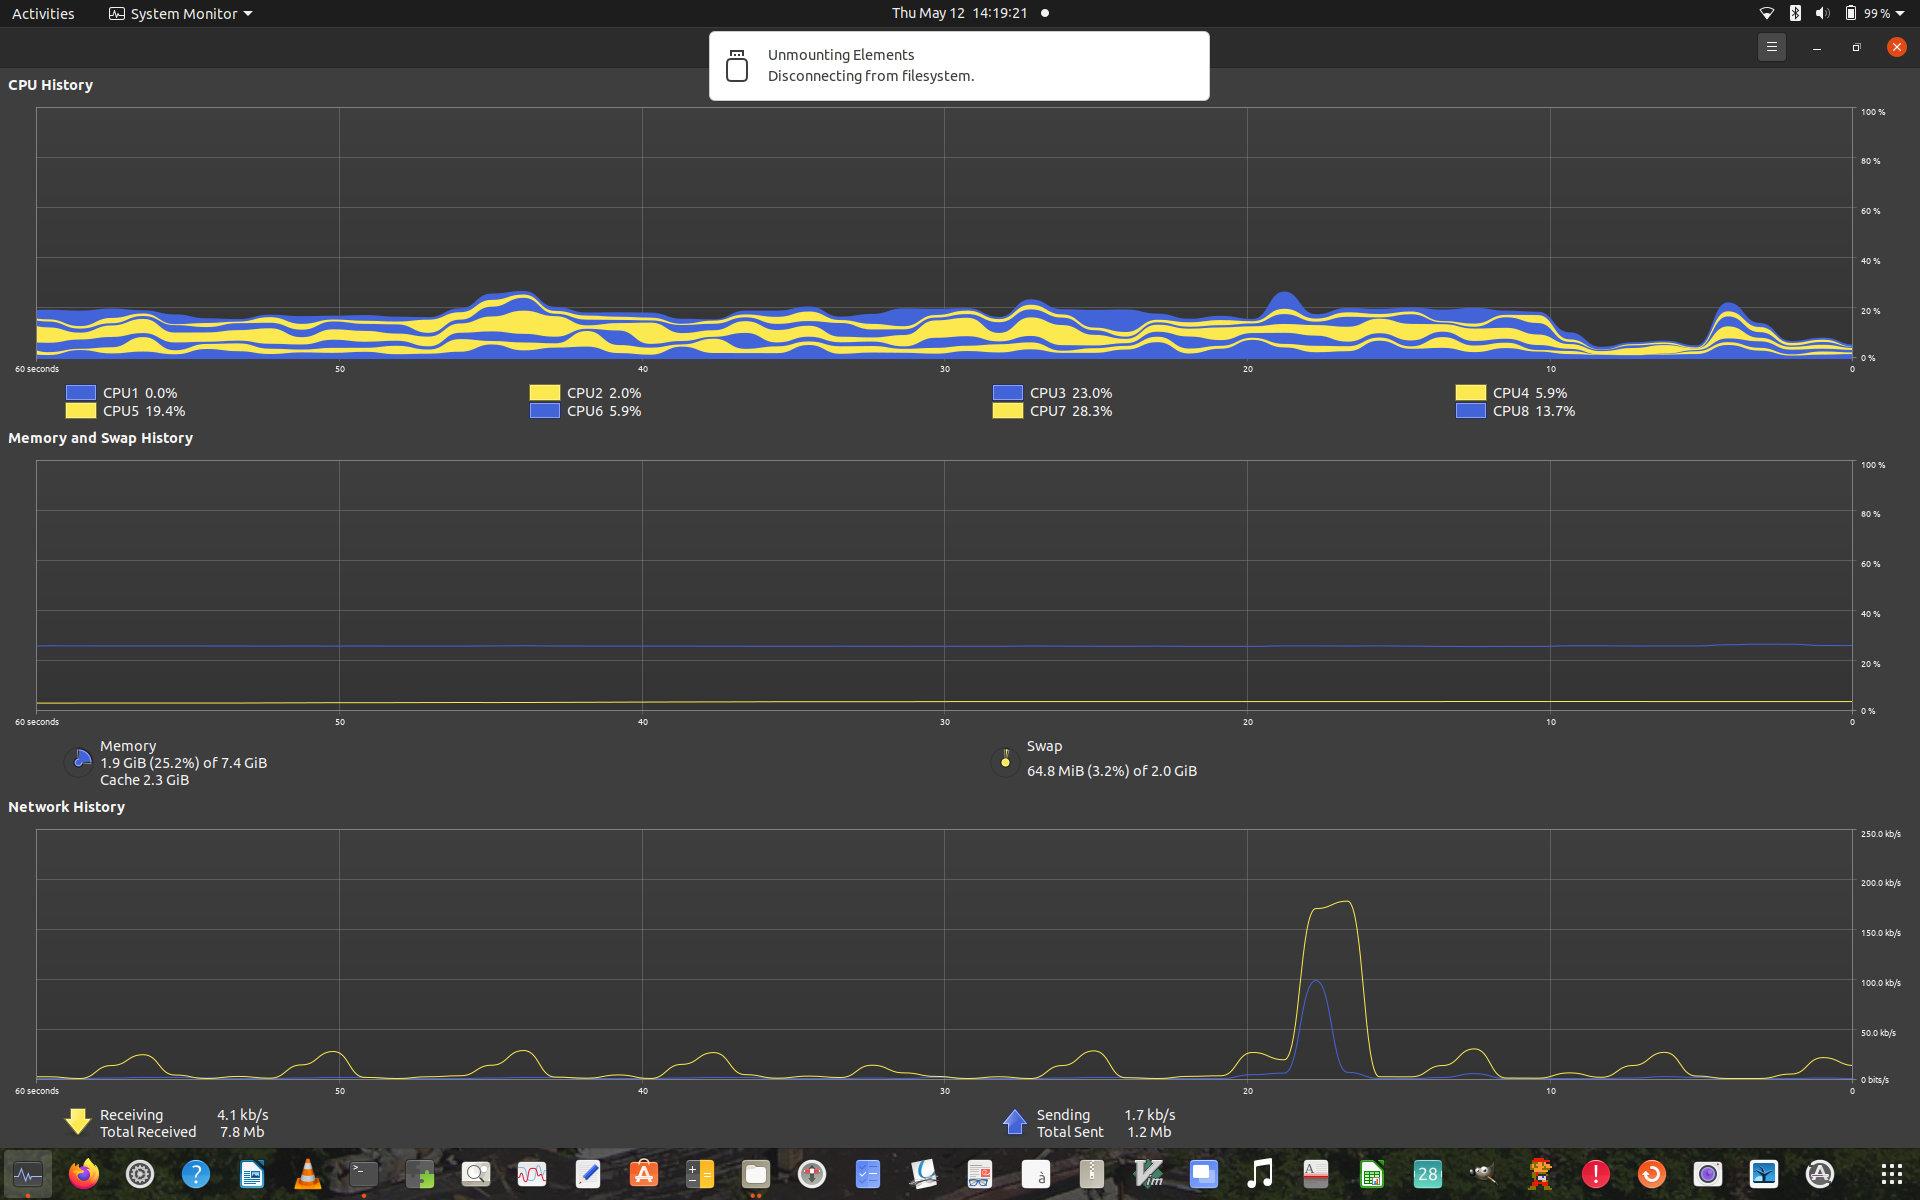 Activities System Monitor Thu May 12 14:19:21 99 %
Unmounting Elements
Disconnecting from filesystem.
CPU History
100 %
80 %
60 %
40 %
20 %
0 %
60 seconds 50 40 30 20 10 0
CPU1 0.0% CPU2 2.0% CPU3 23.0% CPU4 5.9%
CPU5 19.4% CPU6 5.9% CPU7 28.3% CPU8 13.7%
Memory and Swap History
100 %
80 %
60 %
40 %
20 %
0 %
60 seconds 50 40 30 20 10 0
Memory
1.9 GiB (25.2%) of 7.4 GiB
Cache 2.3 GiB
Swap
64.8 MiB (3.2%) of 2.0 GiB
Network History
250.0 kb/s
200.0 kb/s
150.0 kb/s
100.0 kb/s
50.0 kb/s
0 bits/s
60 seconds 50 40 30 20 10 0
Receiving 4.1 kb/s
Total Received 7.8 Mb
Sending 1.7 kb/s
Total Sent 1.2 Mb
? >_ à Vim A 28 !